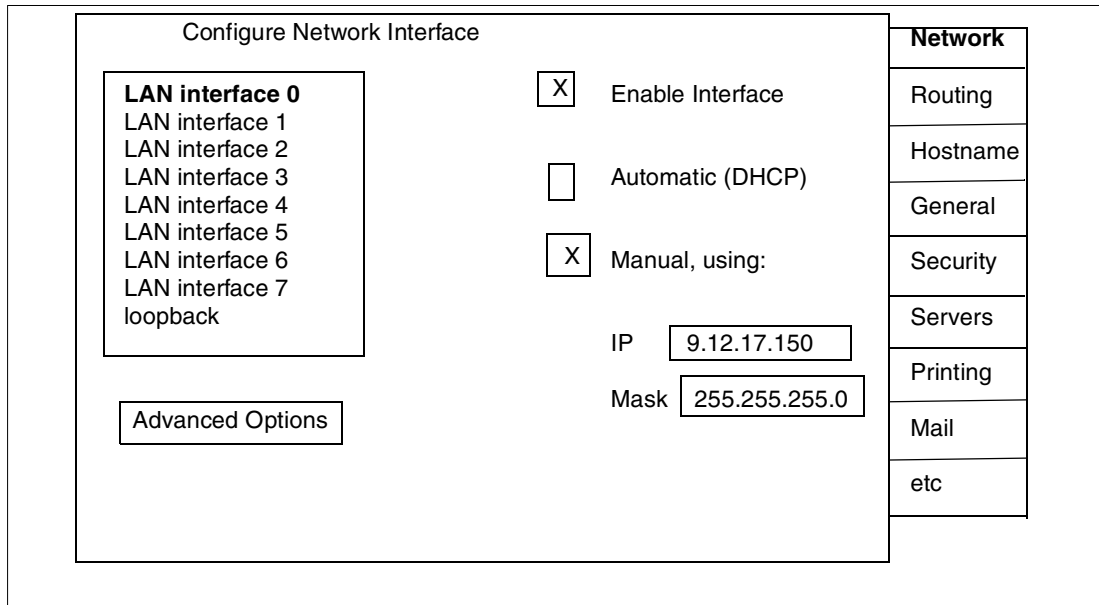 Configure Network Interface
LAN interface 0
LAN interface 1
LAN interface 2
LAN interface 3
LAN interface 4
LAN interface 5
LAN interface 6
LAN interface 7
loopback
Advanced Options
X Enable Interface
Automatic (DHCP)
X Manual, using:
IP 9.12.17.150
Mask 255.255.255.0
Network
Routing
Hostname
General
Security
Servers
Printing
Mail
etc